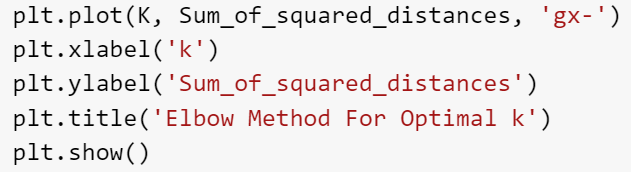 plt.plot(K, Sum_of_squared_distances, 'gx-')
plt.xlabel('k')
plt.ylabel('Sum_of_squared_distances')
plt.title('Elbow Method For Optimal k')
plt.show()